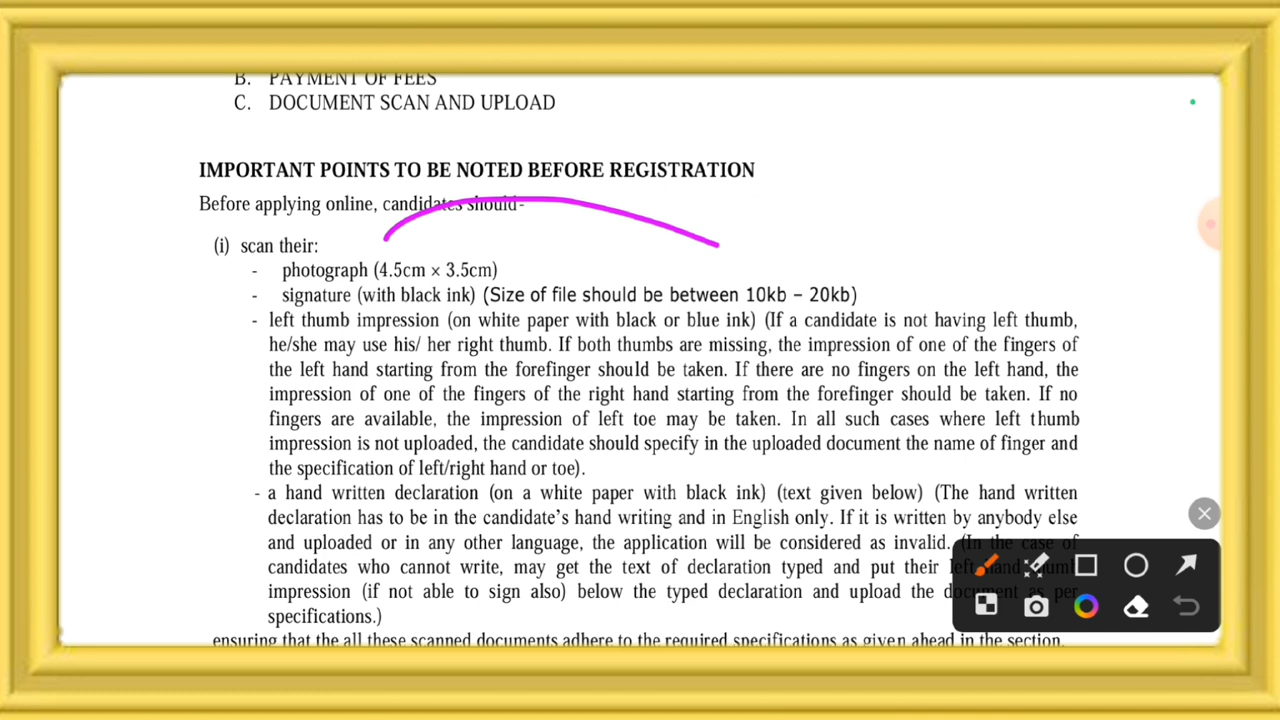 B. PAYMENT OF FEES
C. DOCUMENT SCAN AND UPLOAD
IMPORTANT POINTS TO BE NOTED BEFORE REGISTRATION
Before applying online, candidates should-
(i) scan their:
- photograph (4.5cm × 3.5cm)
- signature (with black ink) (Size of file should be between 10kb – 20kb)
- left thumb impression (on white paper with black or blue ink) (If a candidate is not having left thumb,
he/she may use his/ her right thumb. If both thumbs are missing, the impression of one of the fingers of
the left hand starting from the forefinger should be taken. If there are no fingers on the left hand, the
impression of one of the fingers of the right hand starting from the forefinger should be taken. If no
fingers are available, the impression of left toe may be taken. In all such cases where left thumb
impression is not uploaded, the candidate should specify in the uploaded document the name of finger and
the specification of left/right hand or toe).
- a hand written declaration (on a white paper with black ink) (text given below) (The hand written
declaration has to be in the candidate's hand writing and in English only. If it is written by anybody else
and uploaded or in any other language, the application will be considered as invalid. (In the case of
candidates who cannot write, may get the text of declaration typed and put their left hand thumb
impression (if not able to sign also) below the typed declaration and upload the document as per
specifications.)
ensuring that the all these scanned documents adhere to the required specifications as given ahead in the section.